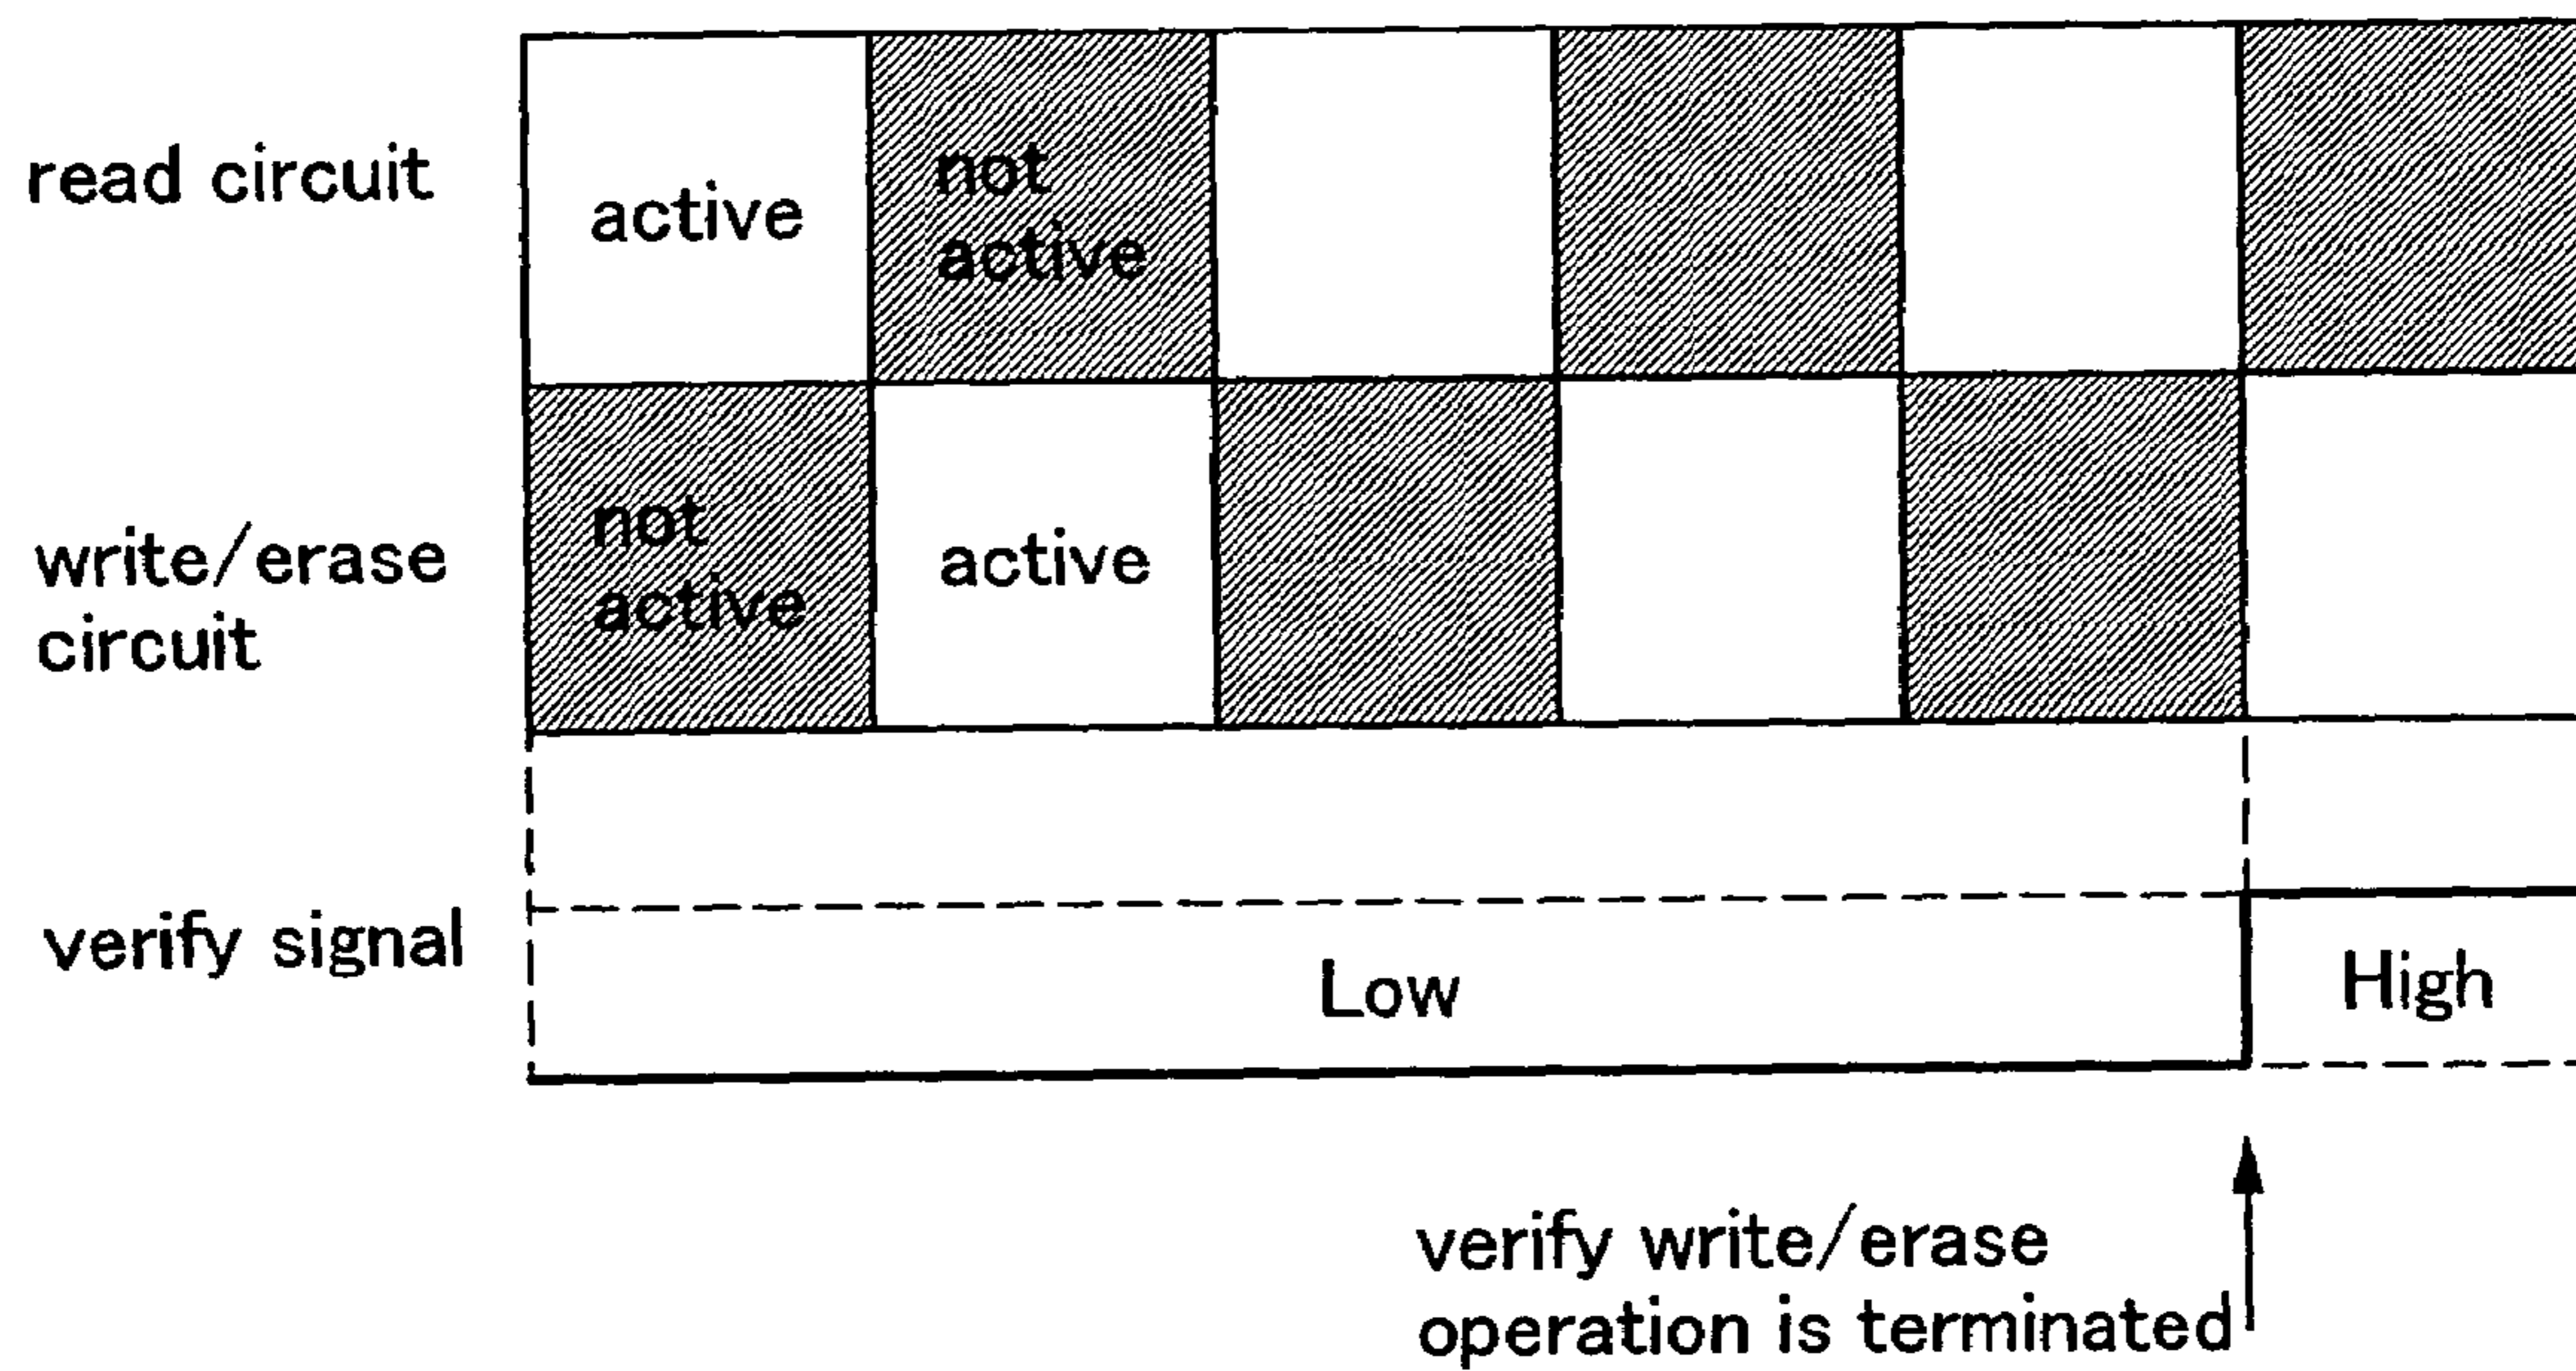 read circuit
active
not
active
write/erase
circuit
not
active
active
verify signal
Low
High
verify write/erase
operation is terminated